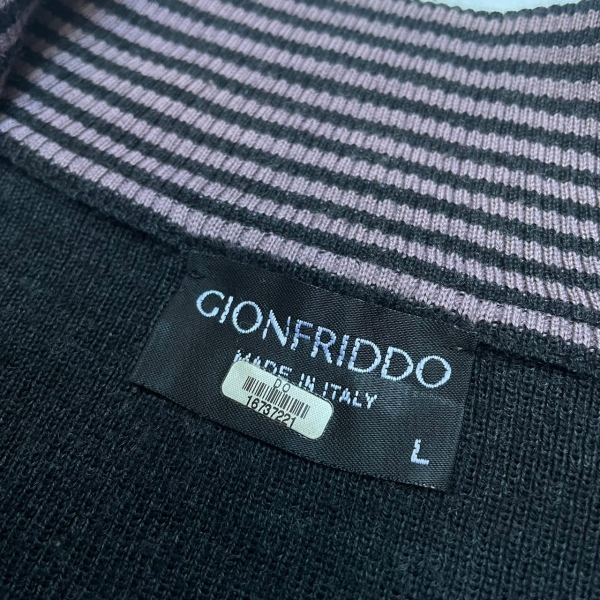 GIONFRIDDO
MADE IN ITALY
DO
16737221
L